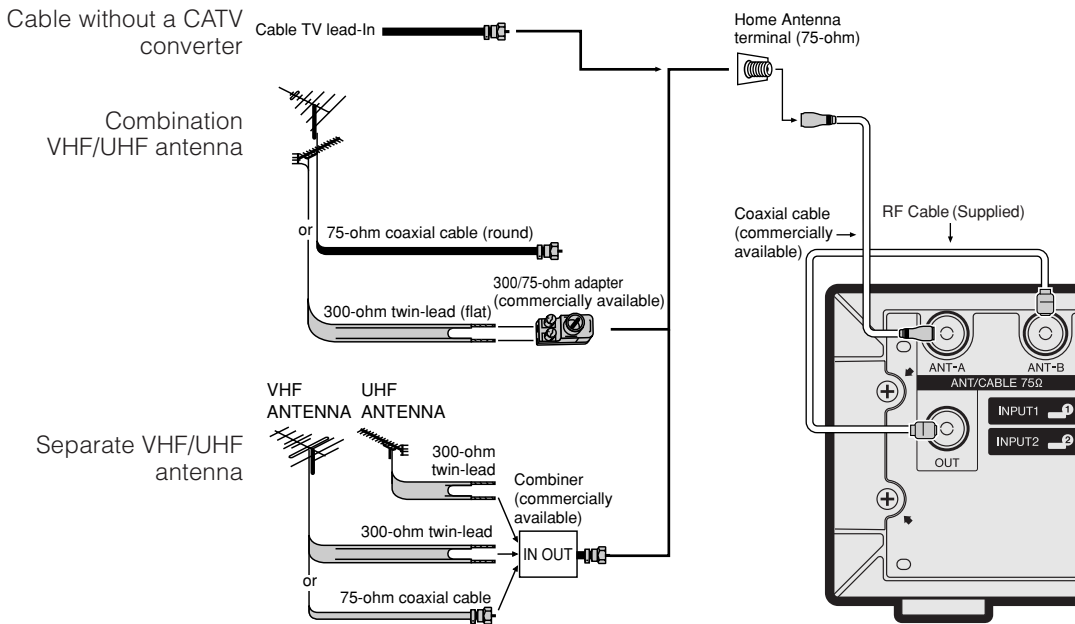 Cable without a CATV
converter
Cable TV lead-In
Home Antenna
terminal (75-ohm)
Combination
VHF/UHF antenna
or
75-ohm coaxial cable (round)
300/75-ohm adapter
(commercially available)
300-ohm twin-lead (flat)
Coaxial cable
(commercially
available)
RF Cable (Supplied)
ANT-A
ANT-B
ANT/CABLE 75Ω
INPUT1 1
INPUT2 2
OUT
Separate VHF/UHF
antenna
VHF
ANTENNA
UHF
ANTENNA
300-ohm
twin-lead
Combiner
(commercially
available)
300-ohm twin-lead
IN OUT
or
75-ohm coaxial cable